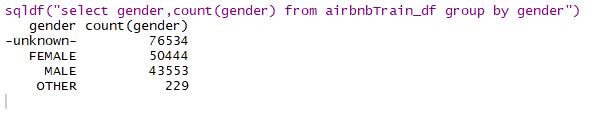 sqldf("select gender,count(gender) from airbnbTrain_df group by gender")
gender count(gender)
-unknown- 76534
FEMALE 50444
MALE 43553
OTHER 229